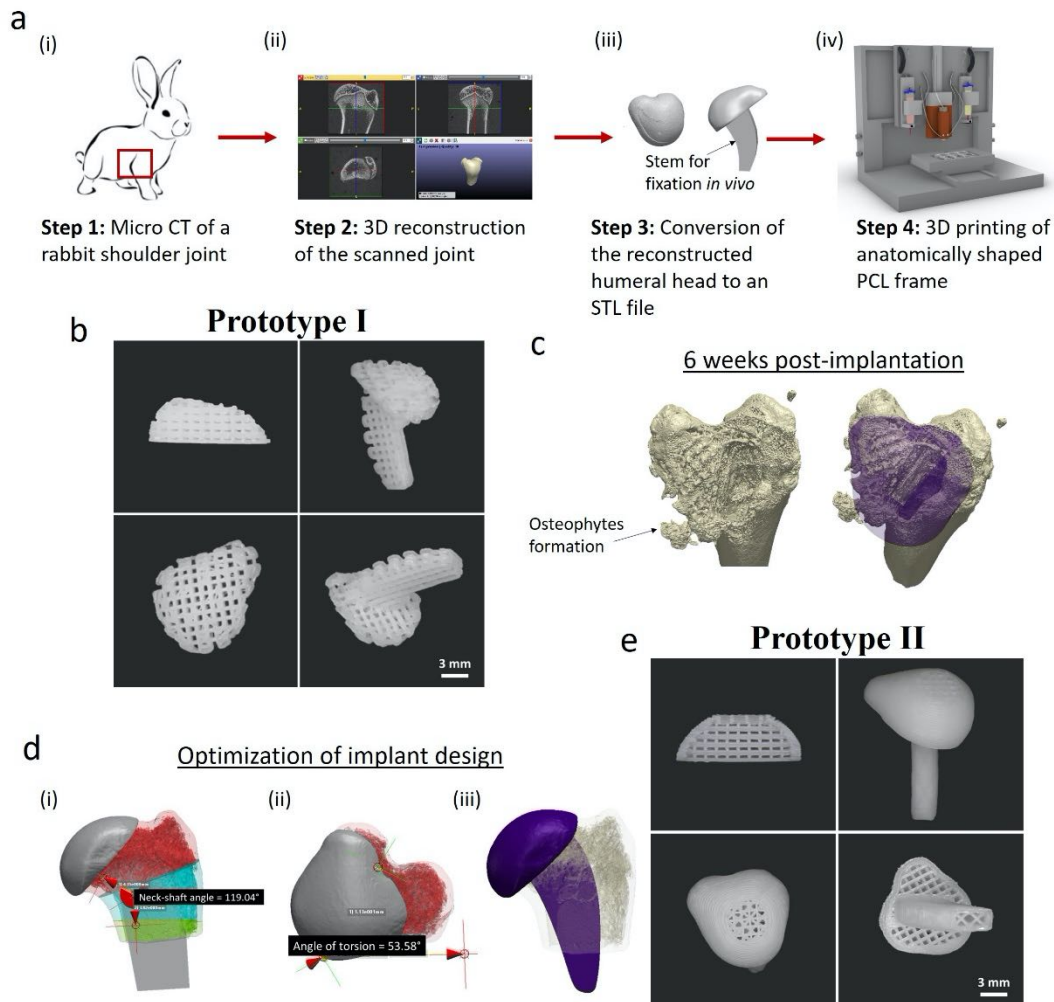 a
(i)
(ii)
(iii)
(iv)
Stem for
fixation in vivo
Step 1: Micro CT of a
rabbit shoulder joint
Step 2: 3D reconstruction
of the scanned joint
Step 3: Conversion of
the reconstructed
humeral head to an
STL file
Step 4: 3D printing of
anatomically shaped
PCL frame
b
Prototype I
3 mm
c
6 weeks post-implantation
Osteophytes
formation
d
Optimization of implant design
(i)
(ii)
(iii)
Neck-shaft angle = 119.04°
Angle of torsion = 53.58°
e
Prototype II
3 mm